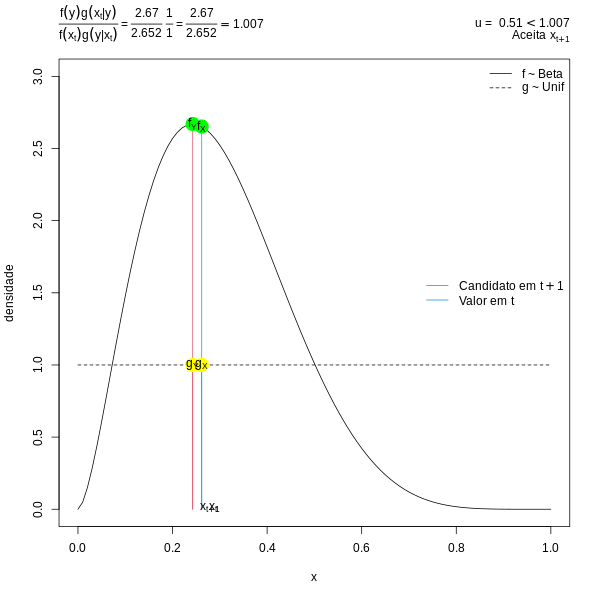 f(y)g(xₜ|y) 2.67 1 2.67
= = = 1.007
f(xₜ)g(y|xₜ) 2.652 1 2.652
u = 0.51 < 1.007
Aceita xₜ₊₁
f ~ Beta
g ~ Unif
Candidato em t + 1
Valor em t
densidade
3.0
2.5
2.0
1.5
1.0
0.5
0.0
0.0 0.2 0.4 0.6 0.8 1.0
x